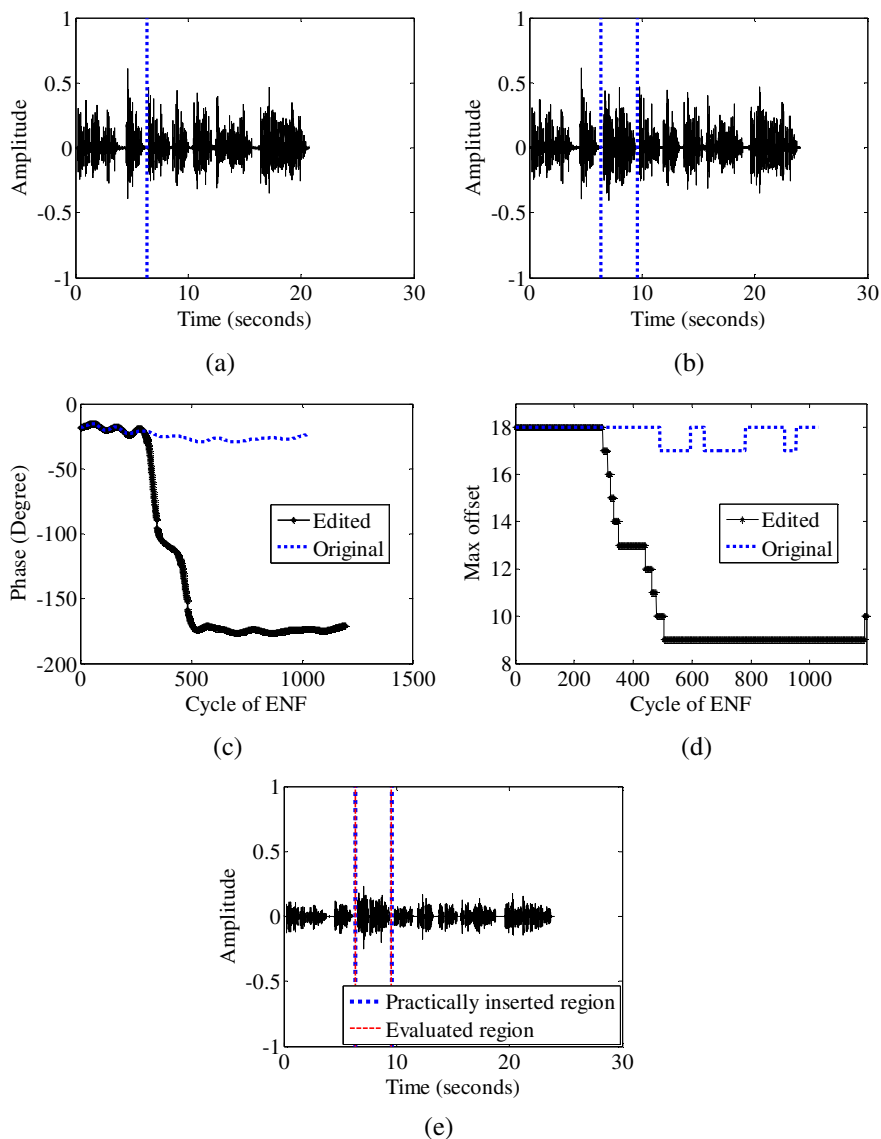 1
0.5
0
-0.5
-1
Amplitude
0
10
20
30
Time (seconds)
(a)
1
0.5
0
-0.5
-1
Amplitude
0
10
20
30
Time (seconds)
(b)
0
-50
-100
-150
-200
Phase (Degree)
Edited
Original
0
500
1000
1500
Cycle of ENF
(c)
20
18
16
14
12
10
8
Max offset
Edited
Original
0
200
400
600
800
1000
Cycle of ENF
(d)
1
0.5
0
-0.5
-1
Amplitude
Practically inserted region
Evaluated region
0
10
20
30
Time (seconds)
(e)